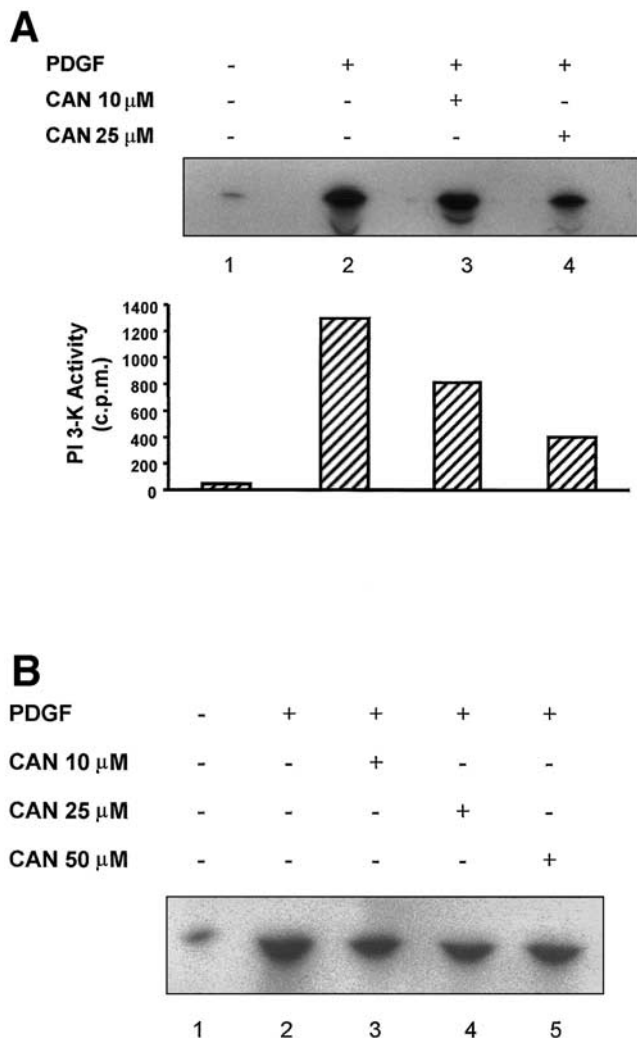 A
PDGF - + + +
CAN 10 μM - - + -
CAN 25 μM - - - +
1 2 3 4
1400
1200
1000
800
600
400
200
0
PI 3-K Activity
(c.p.m.)
B
PDGF - + + + +
CAN 10 μM - - + - -
CAN 25 μM - - - + -
CAN 50 μM - - - - +
1 2 3 4 5